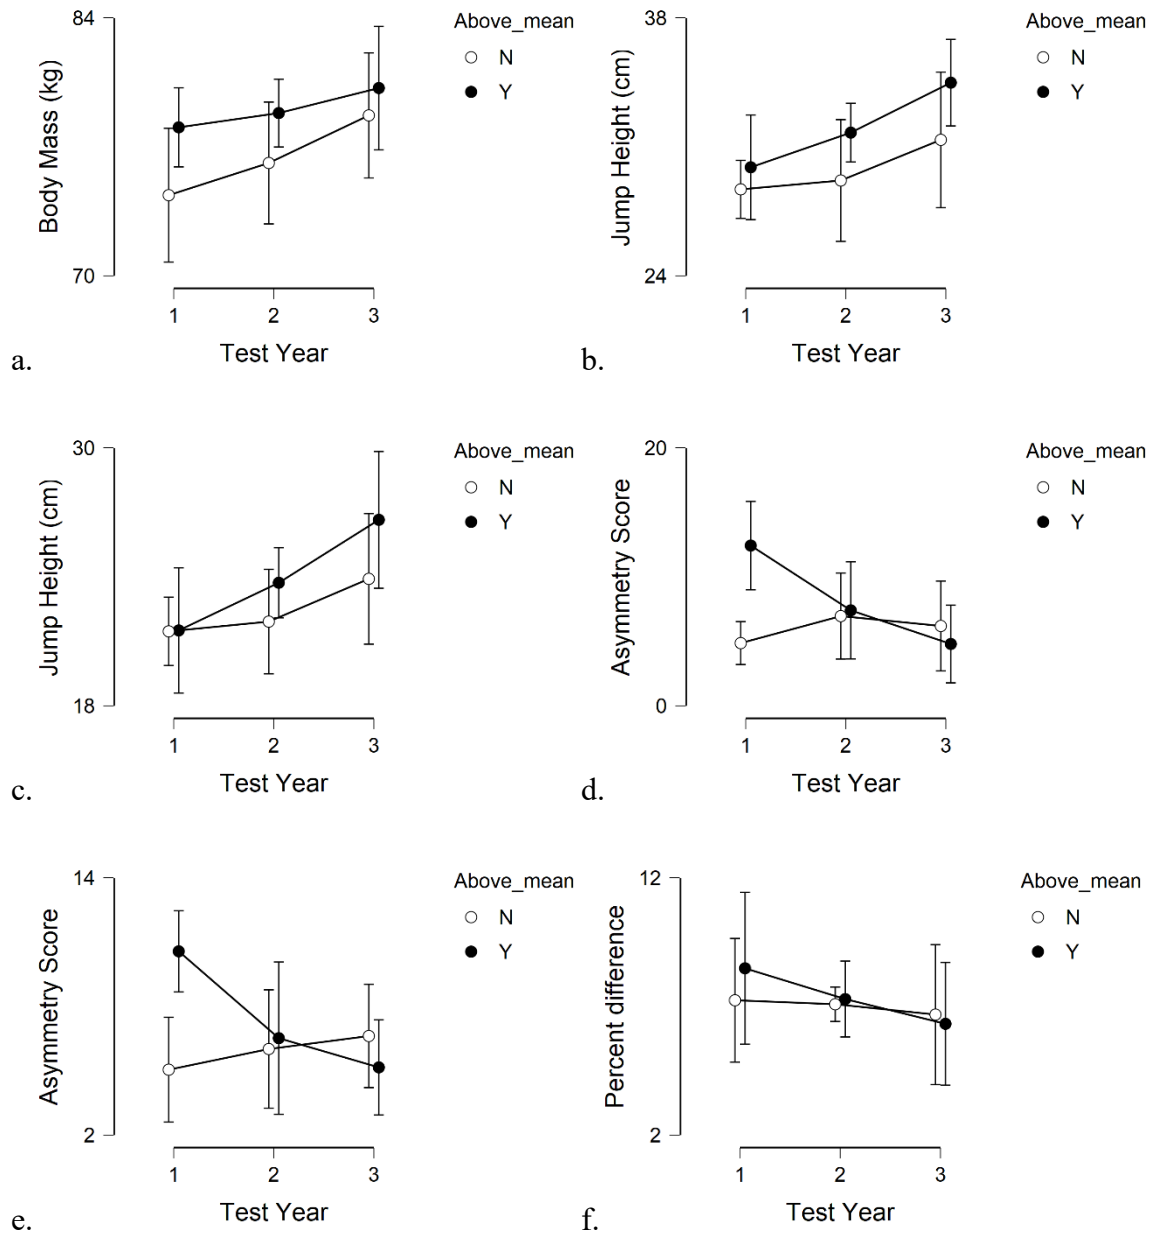 84
70
Body Mass (kg)
1 2 3
Test Year
Above_mean
N
Y
a.
38
24
Jump Height (cm)
1 2 3
Test Year
Above_mean
N
Y
b.
30
18
Jump Height (cm)
1 2 3
Test Year
Above_mean
N
Y
c.
20
0
Asymmetry Score
1 2 3
Test Year
Above_mean
N
Y
d.
14
2
Asymmetry Score
1 2 3
Test Year
Above_mean
N
Y
e.
12
2
Percent difference
1 2 3
Test Year
Above_mean
N
Y
f.